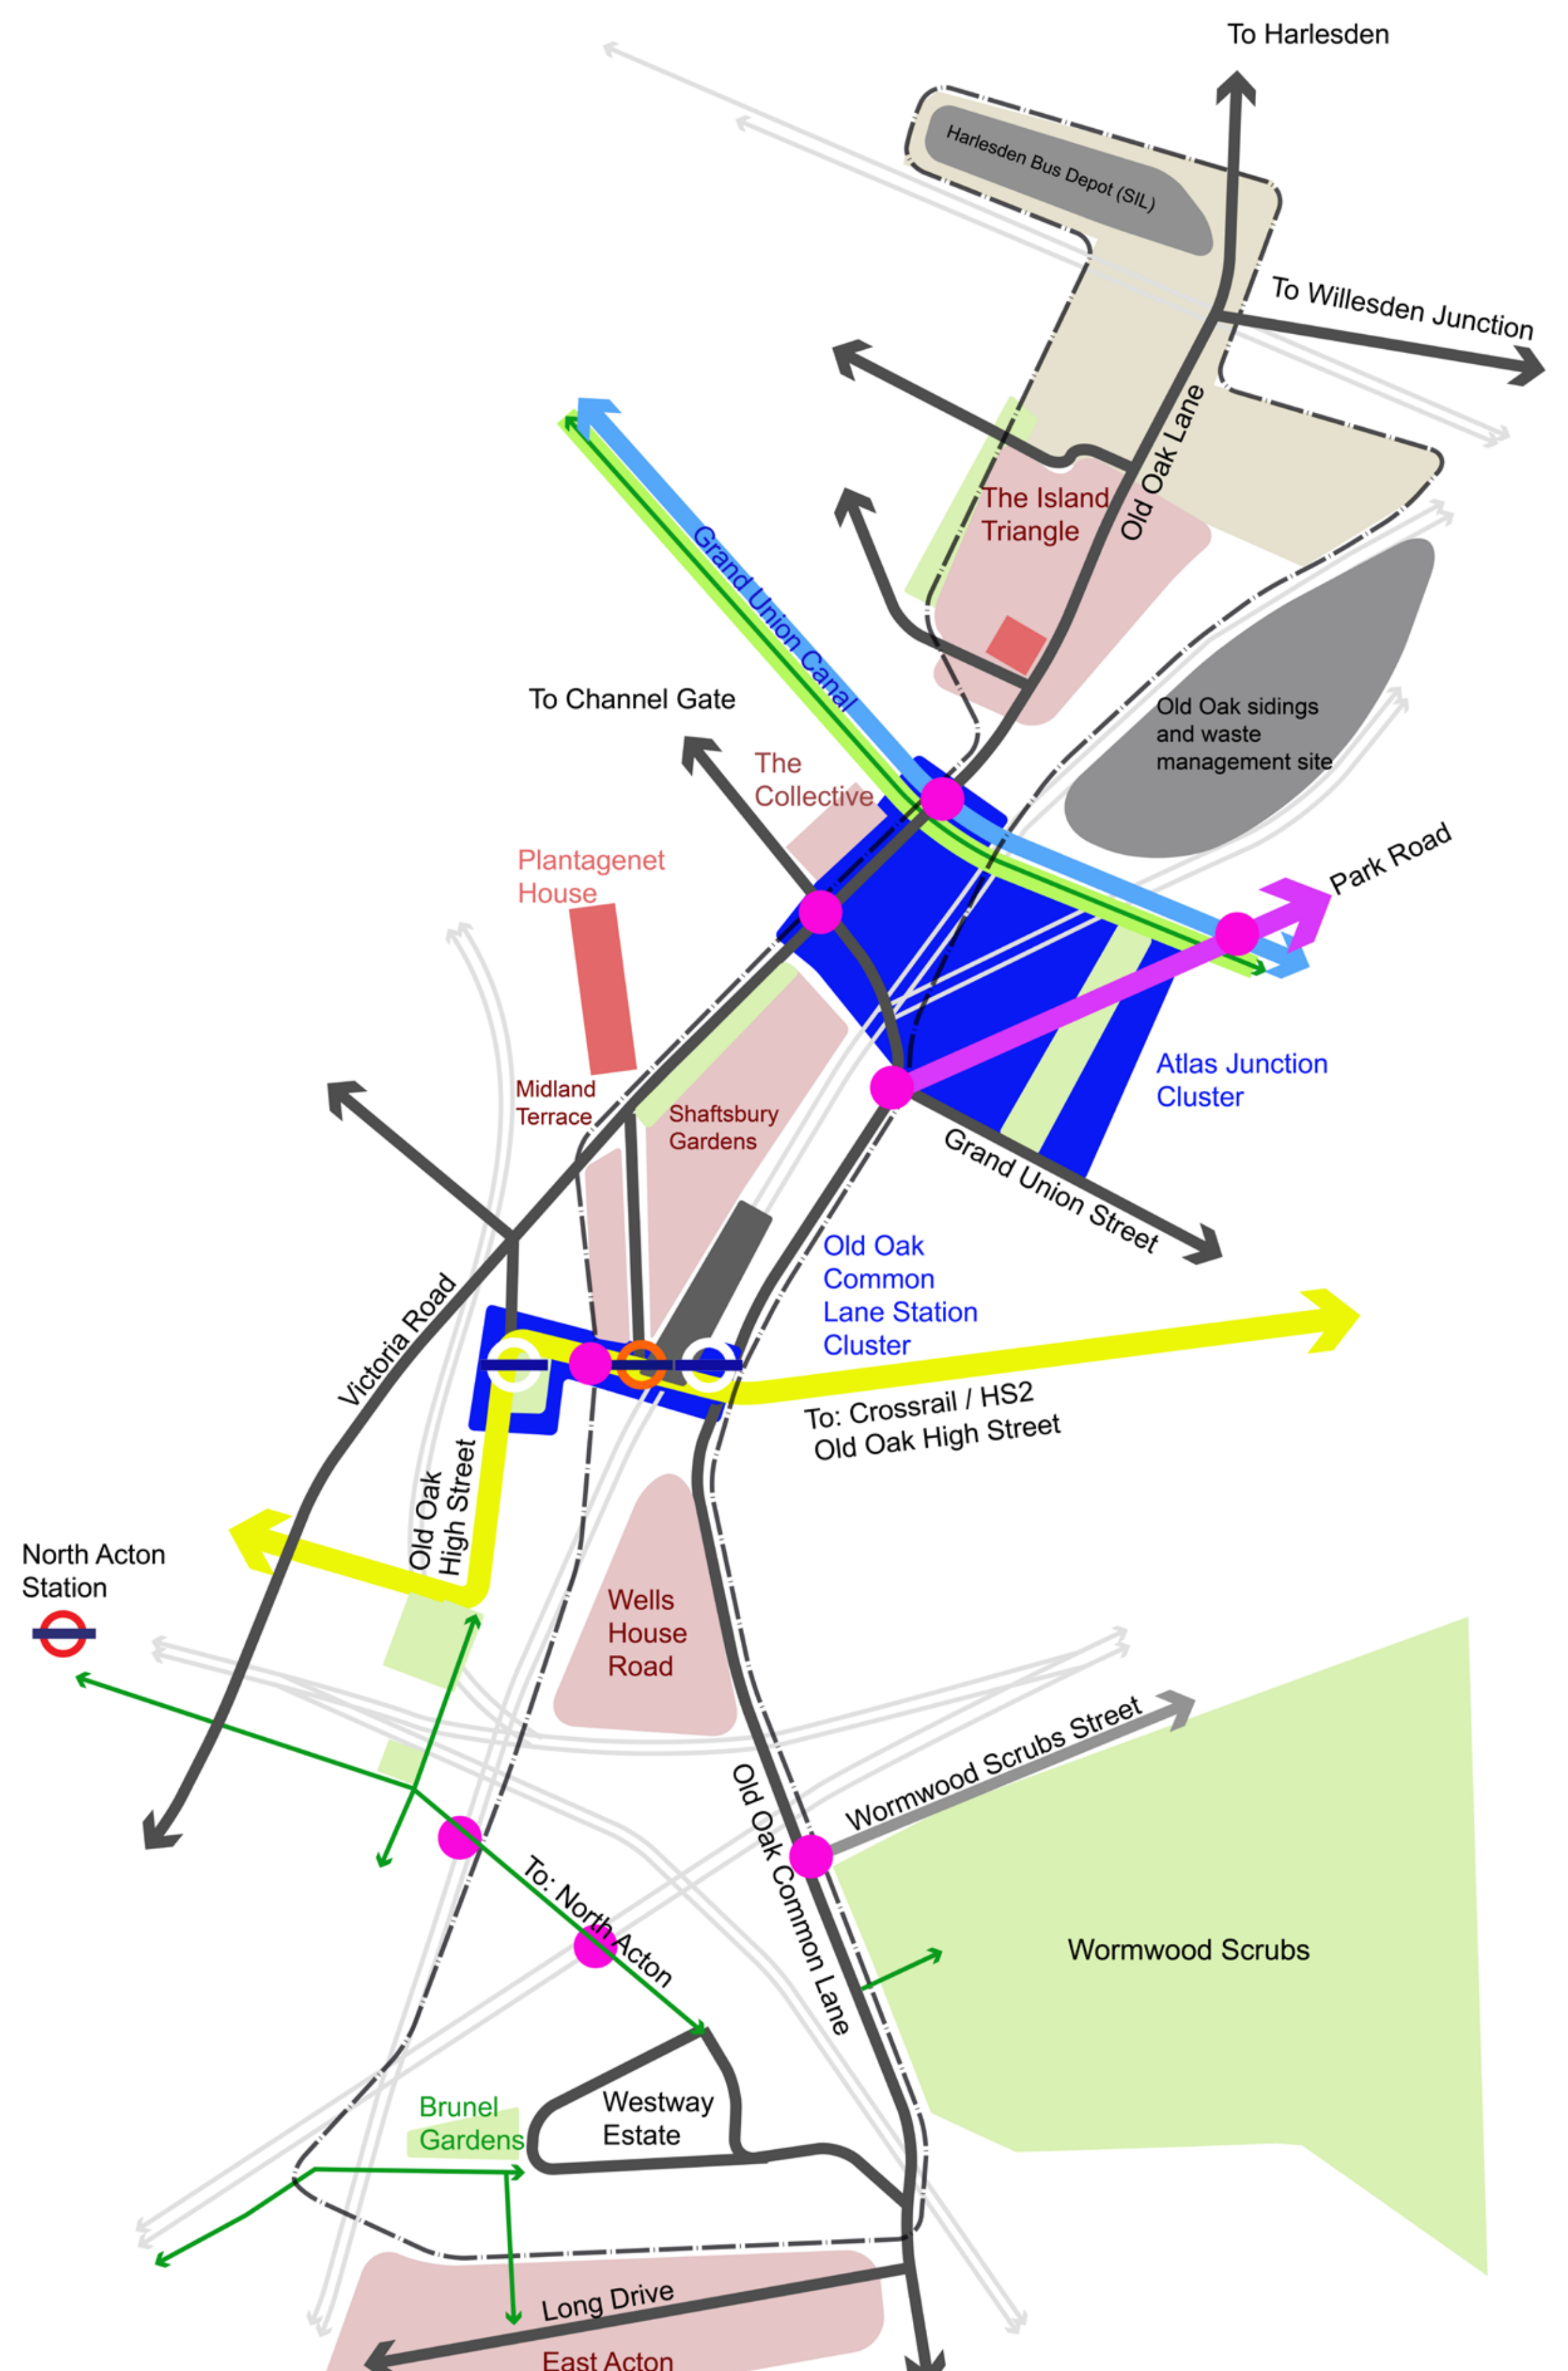 To Harlesden
Harlesden Bus Depot (SIL)
To Willesden Junction
Old Oak Lane
The Island
Triangle
Grand Union Canal
To Channel Gate
The
Collective
Old Oak sidings
and waste
management site
Park Road
Plantagenet
House
Midland
Terrace
Shaftsbury
Gardens
Atlas Junction
Cluster
Grand Union Street
Old Oak
Common
Lane Station
Cluster
Victoria Road
To: Crossrail / HS2
Old Oak High Street
Old Oak
High Street
North Acton
Station
Wells
House
Road
Wormwood Scrubs Street
Old Oak Common Lane
To: North Acton
Wormwood Scrubs
Brunel
Gardens
Westway
Estate
Long Drive
East Acton